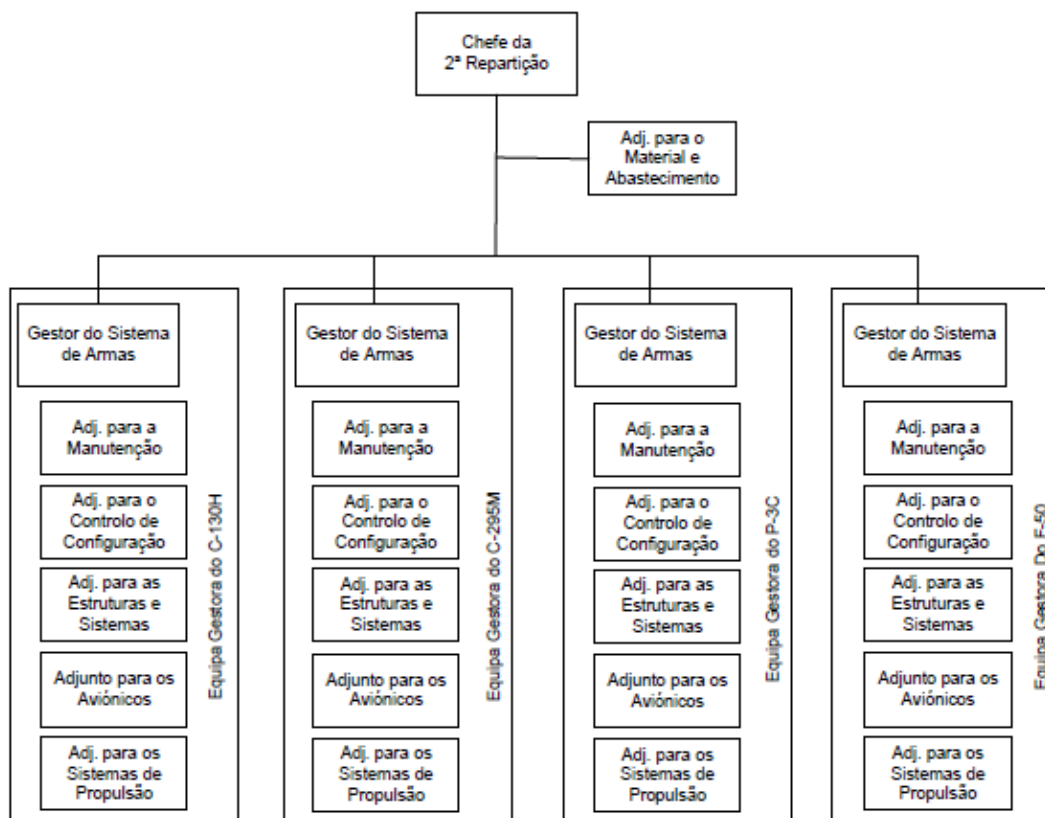 Chefe da
2ª Repartição
Adj. para o
Material e
Abastecimento
Gestor do Sistema
de Armas
Adj. para a
Manutenção
Adj. para o
Controlo de
Configuração
Adj. para as
Estruturas e
Sistemas
Adjunto para os
Aviónicos
Adj. para os
Sistemas de
Propulsão
Equipa Gestora do C-130H
Gestor do Sistema
de Armas
Adj. para a
Manutenção
Adj. para o
Controlo de
Configuração
Adj. para as
Estruturas e
Sistemas
Adjunto para os
Aviónicos
Adj. para os
Sistemas de
Propulsão
Equipa Gestora do C-295M
Gestor do Sistema
de Armas
Adj. para a
Manutenção
Adj. para o
Controlo de
Configuração
Adj. para as
Estruturas e
Sistemas
Adjunto para os
Aviónicos
Adj. para os
Sistemas de
Propulsão
Equipa Gestora do P-3C
Gestor do Sistema
de Armas
Adj. para a
Manutenção
Adj. para o
Controlo de
Configuração
Adj. para as
Estruturas e
Sistemas
Adjunto para os
Aviónicos
Adj. para os
Sistemas de
Propulsão
Equipa Gestora Do F-50